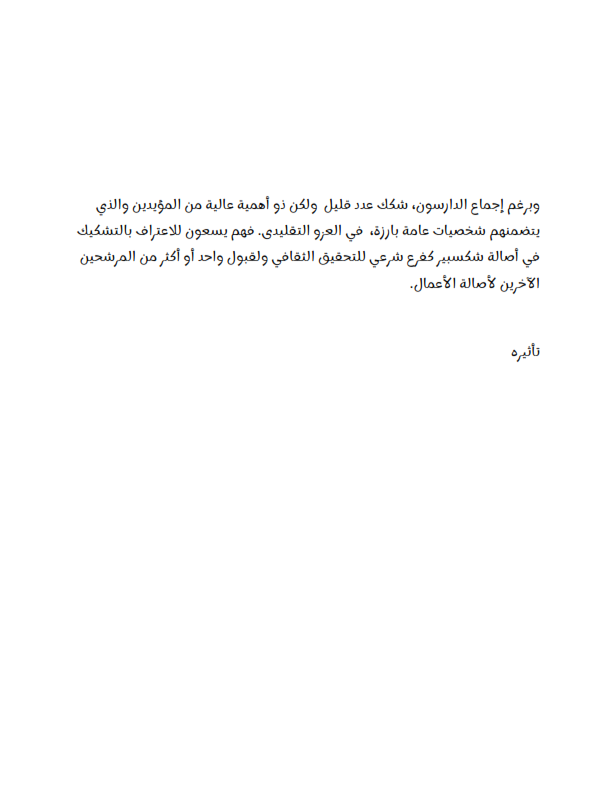 وبرغم إجماع الدارسون، شكك عدد قليل ولكن ذو أهمية عالية من المؤيدين والذي
يتضمنهم شخصيات عامة بارزة، في العزو التقليدى. فهم يسعون للاعتراف بالتشكيك
في أصالة شكسبير كفرع شرعي للتحقيق الثقافي ولقبول واحد أو أكثر من المرشحين
الآخرين لأصالة الأعمال.
تأثيره